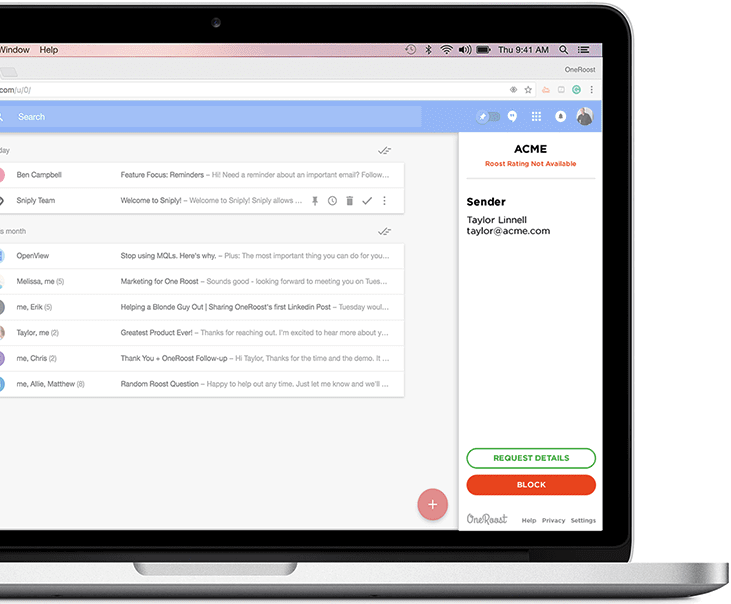 Window Help Thu 9:41 AM
OneRoost
.com/u/0/
Search
day
Ben Campbell Feature Focus: Reminders – Hi! Need a reminder about an important email? Follow...
Sniply Team Welcome to Sniply! – Welcome to Sniply! Sniply allows ...
s month
OpenView Stop using MQLs. Here's why. – Plus: The most important thing you can do for you...
Melissa, me (5) Marketing for One Roost – Sounds good - looking forward to meeting you on Tues...
me, Erik (5) Helping a Blonde Guy Out | Sharing OneRoost's first Linkedin Post – Tuesday woul...
Taylor, me (2) Greatest Product Ever! – Thanks for reaching out. I'm excited to hear more about y...
me, Chris (2) Thank You + OneRoost Follow-up – Hi Taylor, Thanks for the time and the demo. It ...
me, Allie, Matthew (8) Random Roost Question – Happy to help out any time. Just let me know and we'll ...
ACME
Roost Rating Not Available
Sender
Taylor Linnell
taylor@acme.com
REQUEST DETAILS
BLOCK
OneRoost Help Privacy Settings